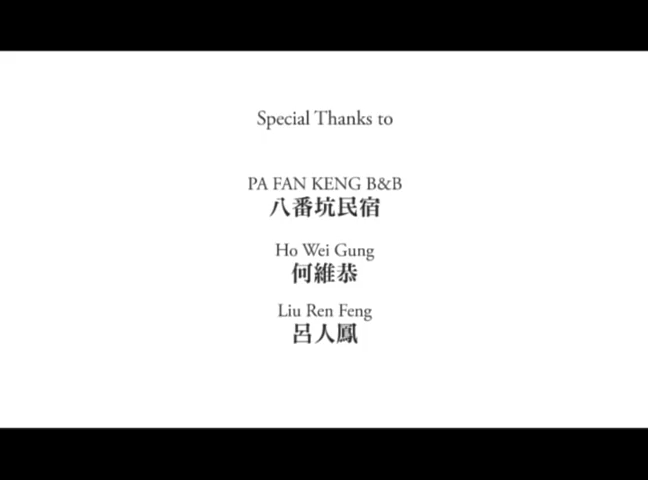 Special Thanks to
PA FAN KENG B&B
八番坑民宿
Ho Wei Gung
何維恭
Liu Ren Feng
呂人鳳